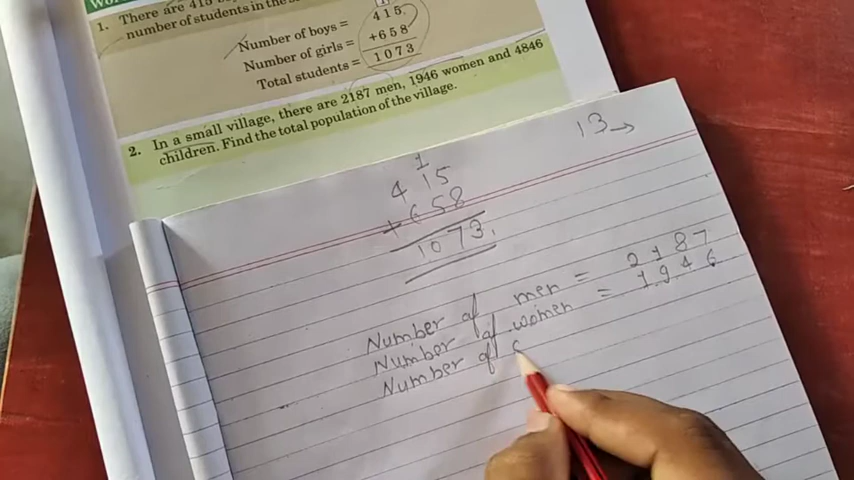 1. There are 415
number of students in the
Number of boys = 415
Number of girls = +658
Total students = 1073
2. In a small village, there are 2187 men, 1946 women and 4846
children. Find the total population of the village.
13→
1
415
+658
1073
Number of men = 2187
Number of women = 1946
Number of c